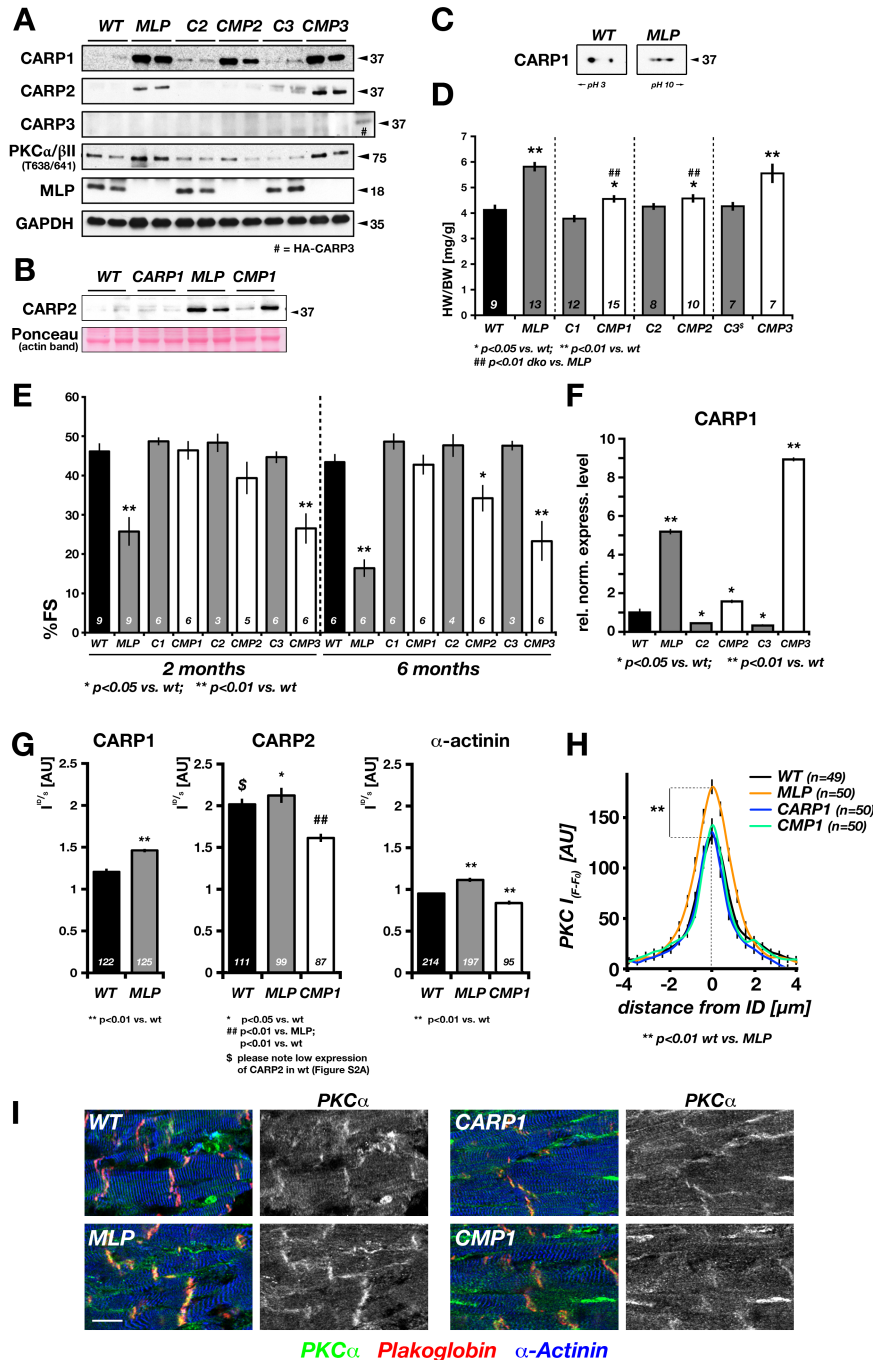 A
WT MLP C2 CMP2 C3 CMP3
CARP1 37
CARP2 37
CARP3 37
#
PKCα/βII 75
(T638/641)
MLP 18
GAPDH 35
# = HA-CARP3
B
WT CARP1 MLP CMP1
CARP2 37
Ponceau
(actin band)
C
WT MLP
CARP1 37
← pH 3 pH 10 →
D
HW/BW [mg/g]
7
6
5
4
3
2
1
0
** ## * ## * **
9 13 12 15 8 10 7 7
WT MLP C1 CMP1 C2 CMP2 C3$ CMP3
* p<0.05 vs. wt; ** p<0.01 vs. wt
## p<0.01 dko vs. MLP
E
%FS
60
50
40
30
20
10
0
** ** ** * **
9 9 6 6 3 5 6 6 6 6 6 6 4 6 3 6
WT MLP C1 CMP1 C2 CMP2 C3 CMP3 WT MLP C1 CMP1 C2 CMP2 C3 CMP3
2 months 6 months
* p<0.05 vs. wt; ** p<0.01 vs. wt
F
CARP1
rel. norm. express. level
10
8
6
4
2
0
** * * * **
WT MLP C2 CMP2 C3 CMP3
* p<0.05 vs. wt; ** p<0.01 vs. wt
G
CARP1
I ID/S [AU]
2.5
2
1.5
1
0.5
0
**
122 125
WT MLP
** p<0.01 vs. wt
CARP2
I ID/S [AU]
2.5
2
1.5
1
0.5
0
$ * ##
111 99 87
WT MLP CMP1
* p<0.05 vs. wt
## p<0.01 vs. MLP;
p<0.01 vs. wt
$ please note low expression
of CARP2 in wt (Figure S2A)
α-actinin
I ID/S [AU]
2.5
2
1.5
1
0.5
0
** **
214 197 95
WT MLP CMP1
** p<0.01 vs. wt
H
PKC I(F-F0) [AU]
150
100
50
0
**
WT (n=49)
MLP (n=50)
CARP1 (n=50)
CMP1 (n=50)
-4 -2 0 2 4
distance from ID [µm]
** p<0.01 wt vs. MLP
I
PKCα PKCα
WT CARP1
MLP CMP1
PKCα Plakoglobin α-Actinin